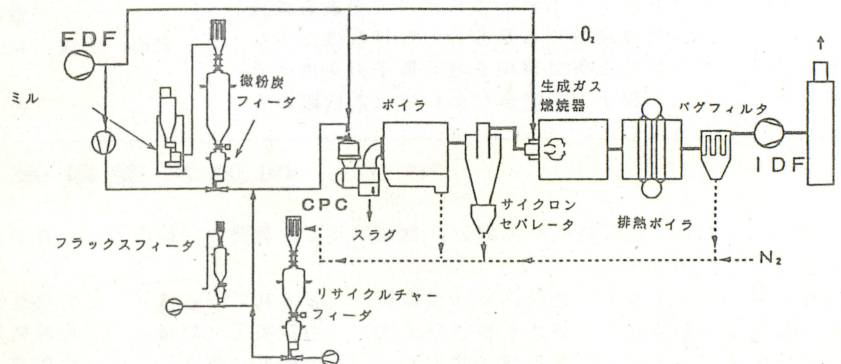 FDF
O₂
ミル
微粉炭
フィーダ
ボイラ
生成ガス
燃焼器
バグフィルタ
IDF
CPC
スラグ
サイクロン
セパレータ
排熱ボイラ
フラックスフィーダ
N₂
リサイクルチャー
フィーダ